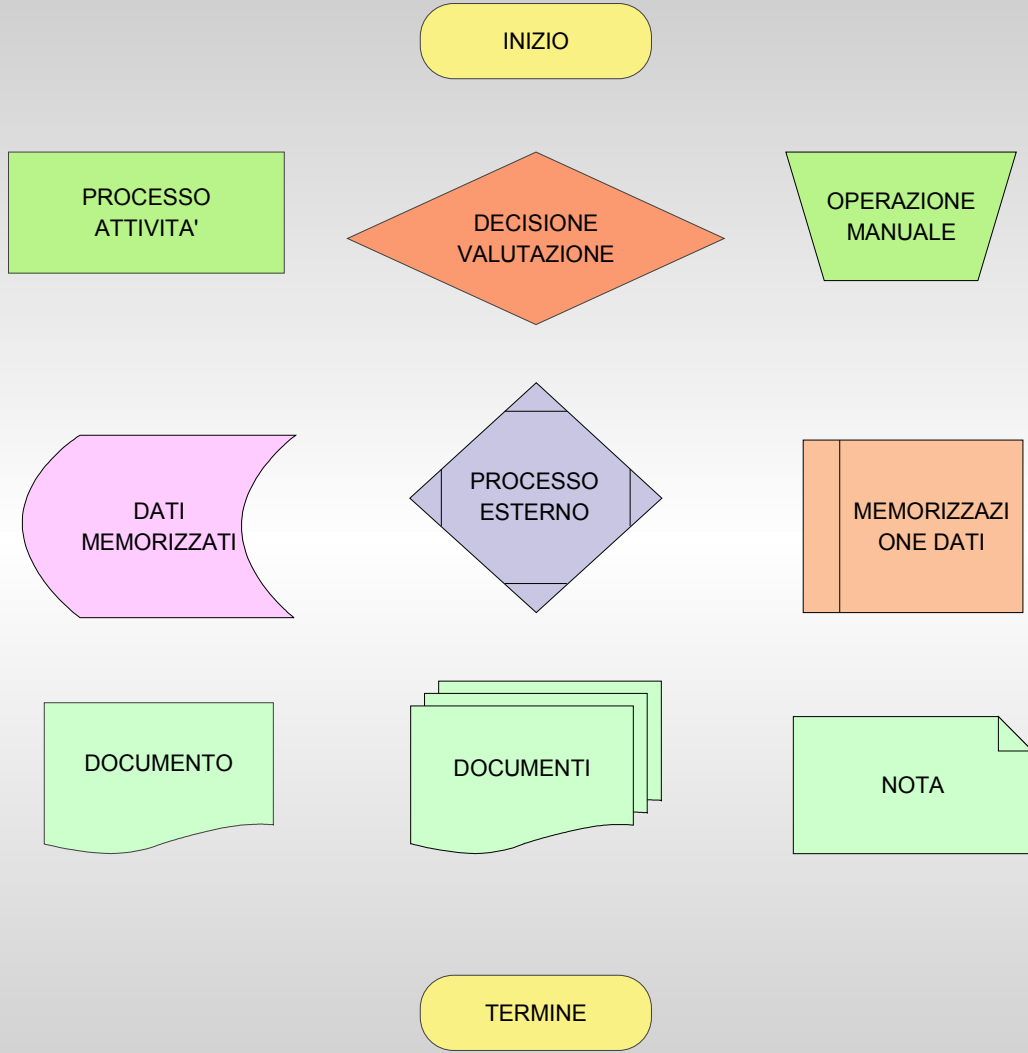 INIZIO
PROCESSO
ATTIVITA'
DECISIONE
VALUTAZIONE
OPERAZIONE
MANUALE
DATI
MEMORIZZATI
PROCESSO
ESTERNO
MEMORIZZAZI
ONE DATI
DOCUMENTO
DOCUMENTI
NOTA
TERMINE